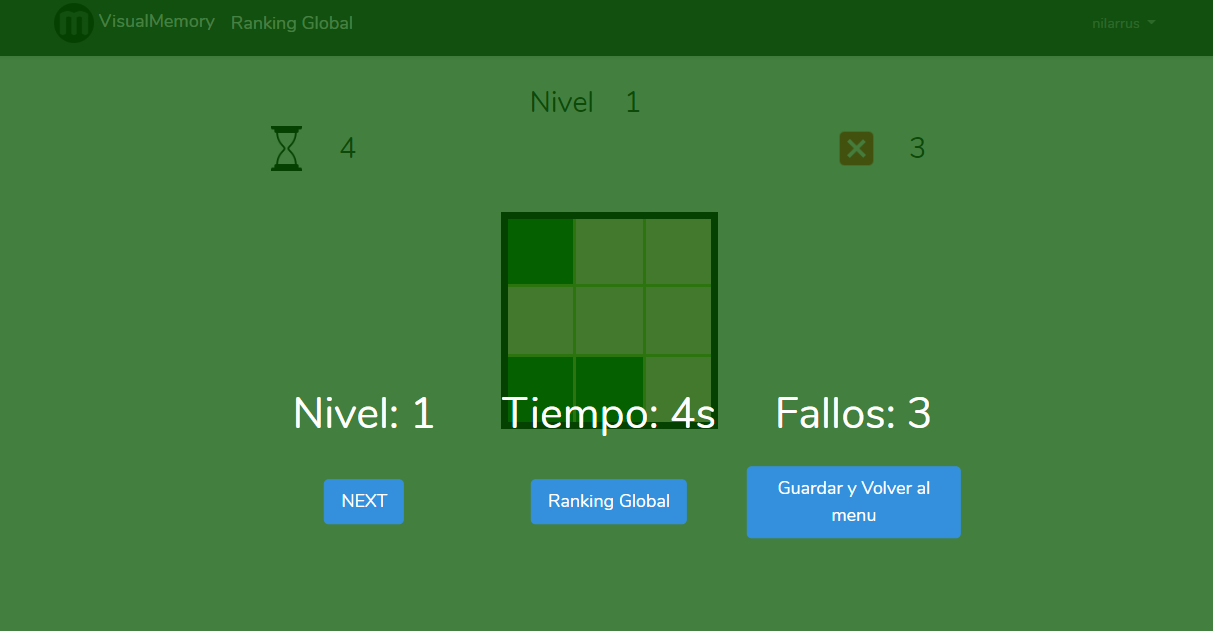 VisualMemory Ranking Global nilarrus
Nivel 1
4 3
Nivel: 1 Tiempo: 4s Fallos: 3
NEXT Ranking Global Guardar y Volver al
menu